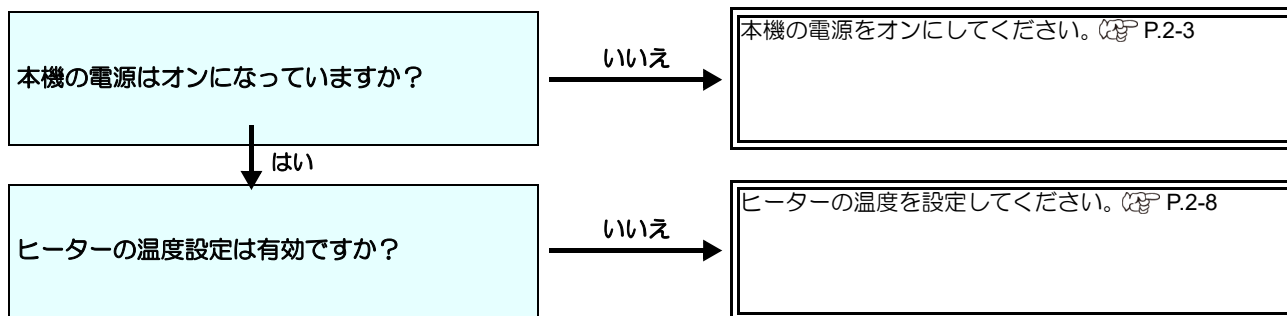 本機の電源はオンになっていますか？
いいえ
本機の電源をオンにしてください。 P.2-3
はい
ヒーターの温度設定は有効ですか？
いいえ
ヒーターの温度を設定してください。 P.2-8